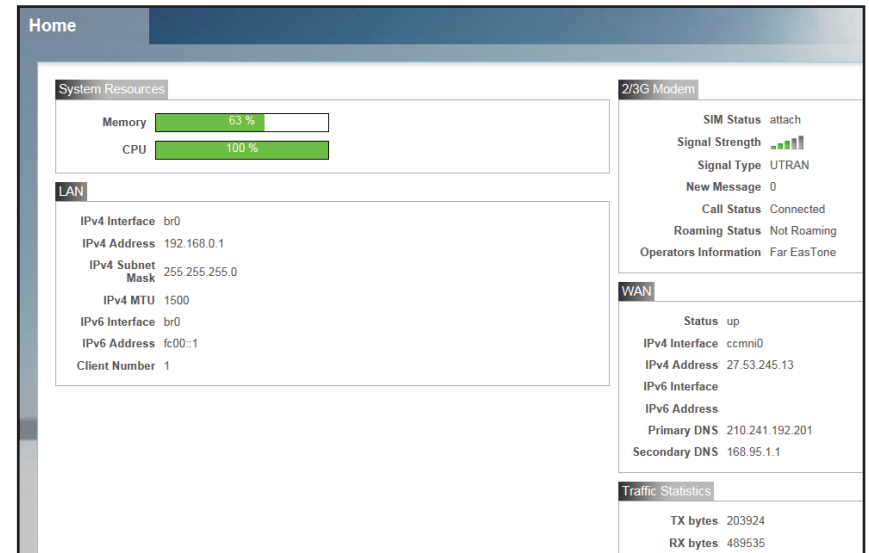 Home
System Resources
Memory 63 %
CPU 100 %
LAN
IPv4 Interface br0
IPv4 Address 192.168.0.1
IPv4 Subnet
Mask 255.255.255.0
IPv4 MTU 1500
IPv6 Interface br0
IPv6 Address fc00::1
Client Number 1
2/3G Modem
SIM Status attach
Signal Strength
Signal Type UTRAN
New Message 0
Call Status Connected
Roaming Status Not Roaming
Operators Information Far EasTone
WAN
Status up
IPv4 Interface ccmni0
IPv4 Address 27.53.245.13
IPv6 Interface
IPv6 Address
Primary DNS 210.241.192.201
Secondary DNS 168.95.1.1
Traffic Statistics
TX bytes 203924
RX bytes 489535